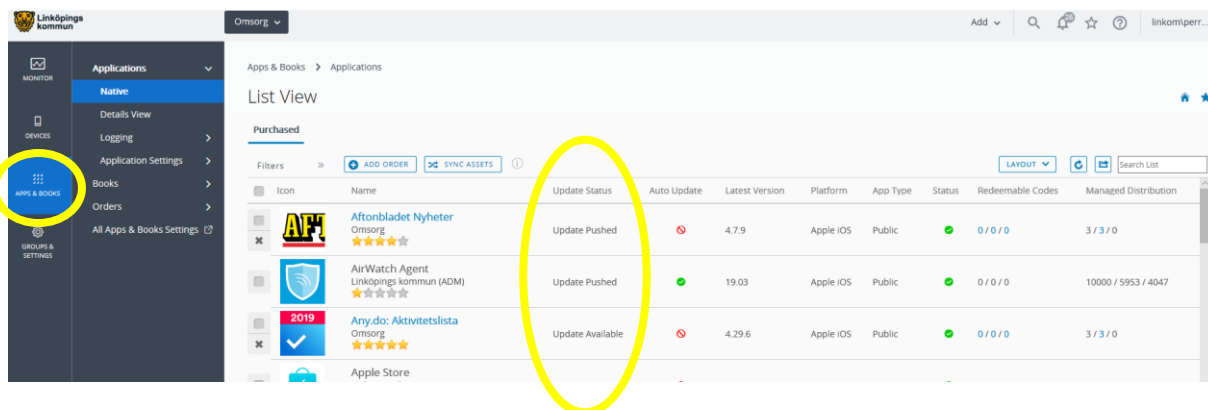 Linköpings
kommun
Omsorg
Add
linkom\perr...
MONITOR
DEVICES
APPS & BOOKS
GROUPS &
SETTINGS
Applications
Native
Details View
Logging
Application Settings
Books
Orders
All Apps & Books Settings
Apps & Books > Applications
List View
Purchased
Filters »
ADD ORDER
SYNC ASSETS
LAYOUT
Search List
Icon Name Update Status Auto Update Latest Version Platform App Type Status Redeemable Codes Managed Distribution
Aftonbladet Nyheter
Omsorg
Update Pushed 4.7.9 Apple iOS Public 0 / 0 / 0 3 / 3 / 0
AirWatch Agent
Linköpings kommun (ADM)
Update Pushed 19.03 Apple iOS Public 0 / 0 / 0 10000 / 5953 / 4047
2019
Any.do: Aktivitetslista
Omsorg
Update Available 4.29.6 Apple iOS Public 0 / 0 / 0 3 / 3 / 0
Apple Store